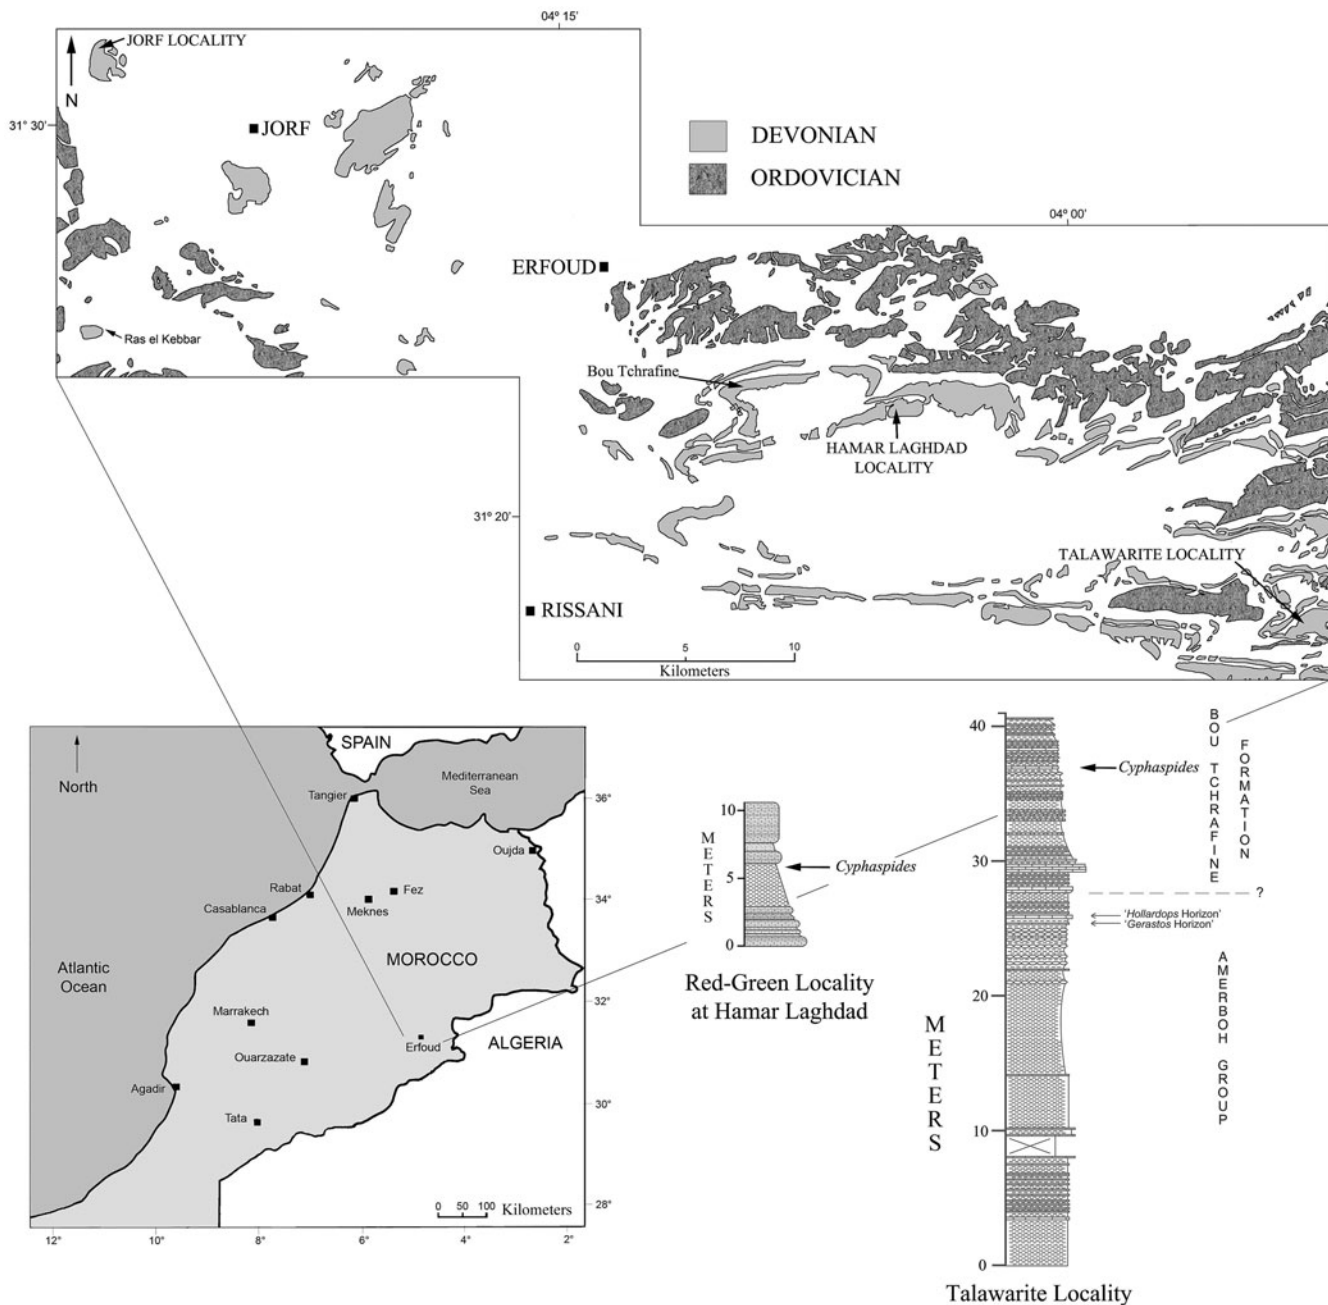 04º 15'
JORF LOCALITY
N
31º 30'
JORF
DEVONIAN
ORDOVICIAN
04º 00'
ERFOUD
Ras el Kebbar
Bou Tchrafine
HAMAR LAGHDAD
LOCALITY
31º 20'
TALAWARITE LOCALITY
RISSANI
0 5 10
Kilometers
North
SPAIN
Mediterranean
Sea
Tangier
36°
Oujda
Rabat
Fez
34°
Casablanca
Meknes
MOROCCO
Atlantic
Ocean
32°
Marrakech
Erfoud
ALGERIA
Ouarzazate
Agadir
30°
Tata
0 50 100 Kilometers
28°
12° 10° 8° 6° 4° 2°
10
5
0
METERS
Cyphaspides
Red-Green Locality
at Hamar Laghdad
40
30
20
10
0
METERS
Cyphaspides
BOU TCHRAFINE
FORMATION
?
'Hollardops Horizon'
'Gerastos Horizon'
AMERBOH GROUP
Talawarite Locality